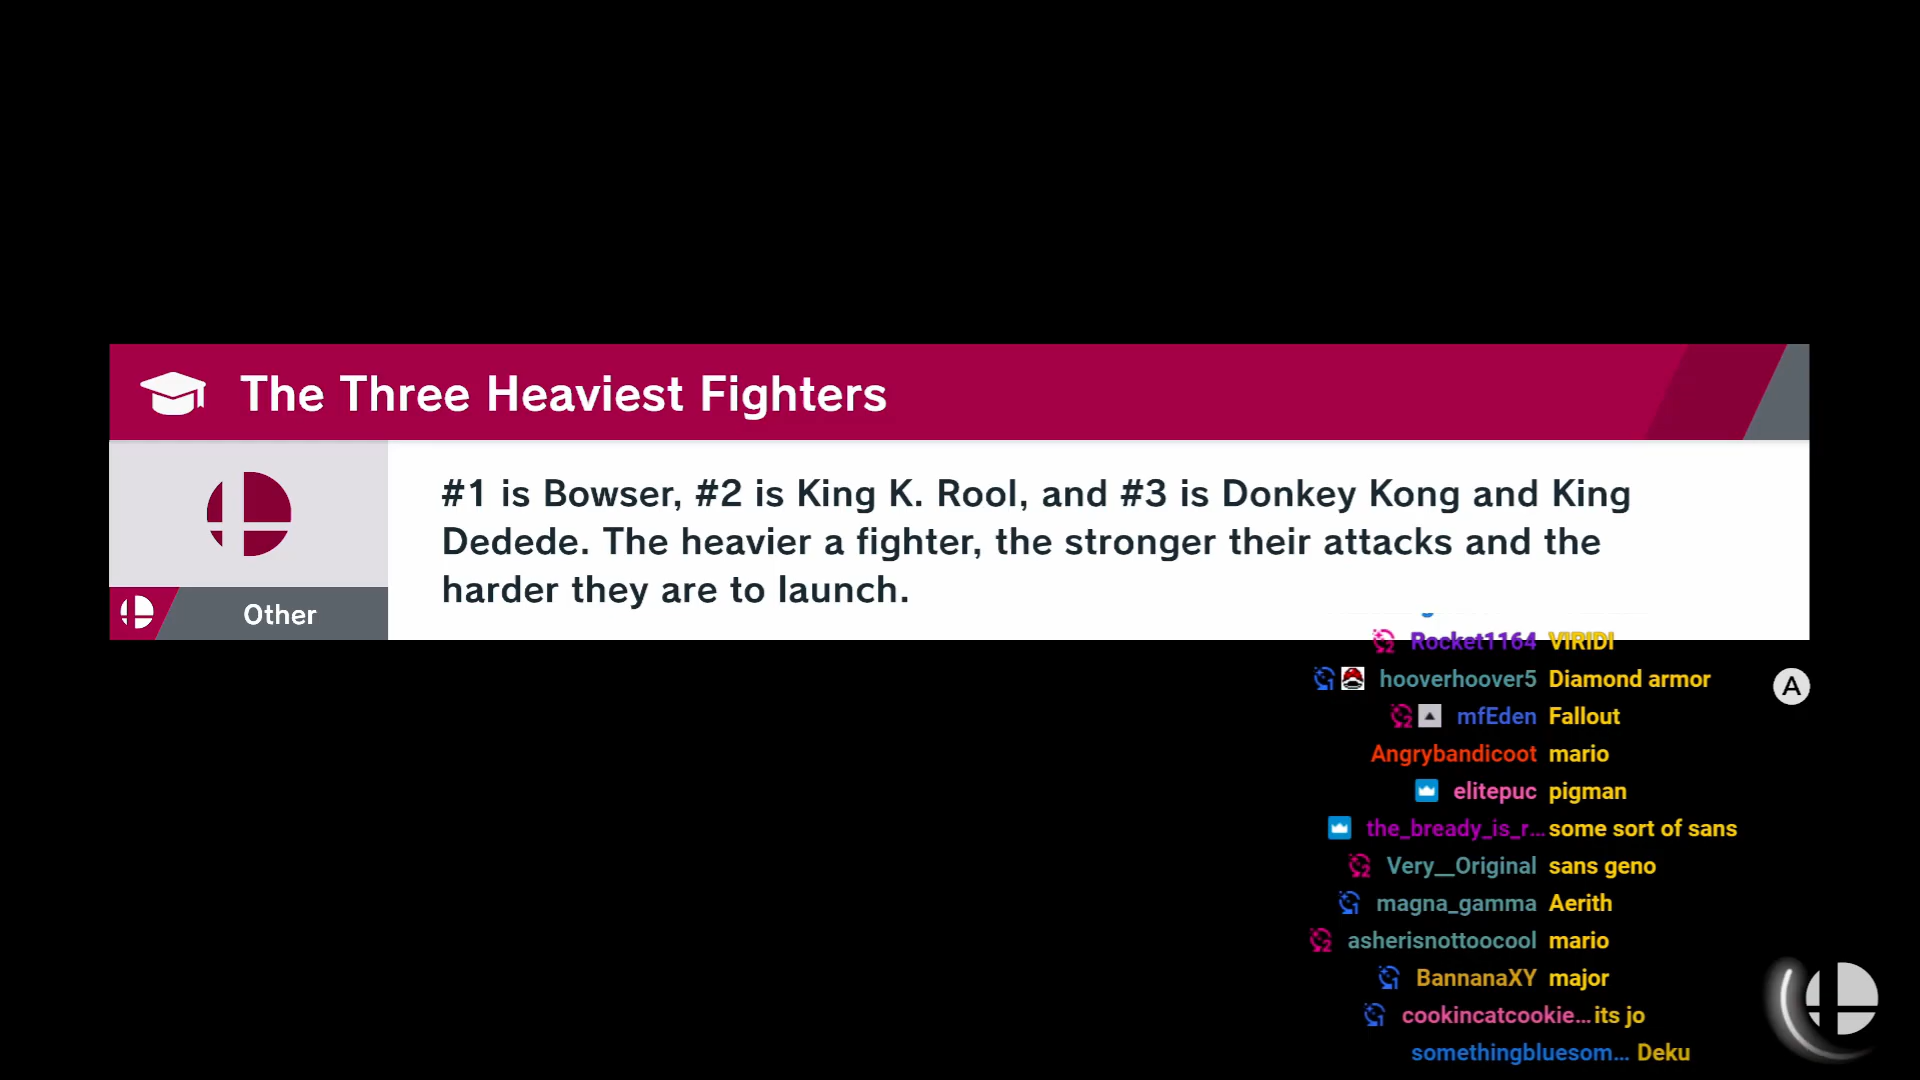 The Three Heaviest Fighters
#1 is Bowser, #2 is King K. Rool, and #3 is Donkey Kong and King
Dedede. The heavier a fighter, the stronger their attacks and the
harder they are to launch.
Other
Rocket1164 VIRIDI
hooverhoover5 Diamond armor
A
mfEden Fallout
Angrybandicoot mario
elitepuc pigman
the_bready_is_r... some sort of sans
Very__Original sans geno
magna_gamma Aerith
asherisnottoocool mario
BannanaXY major
cookincatcookie... its jo
somethingbluesom... Deku